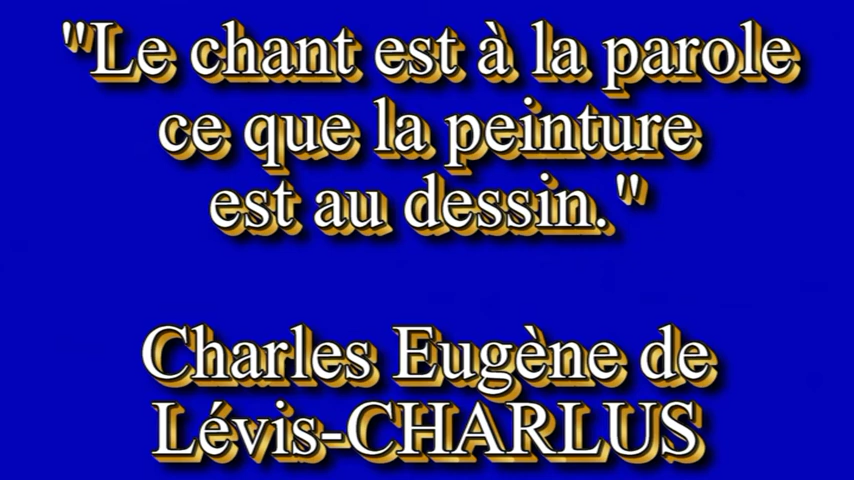 "Le chant est à la parole
ce que la peinture
est au dessin."
Charles Eugène de
Lévis-CHARLUS